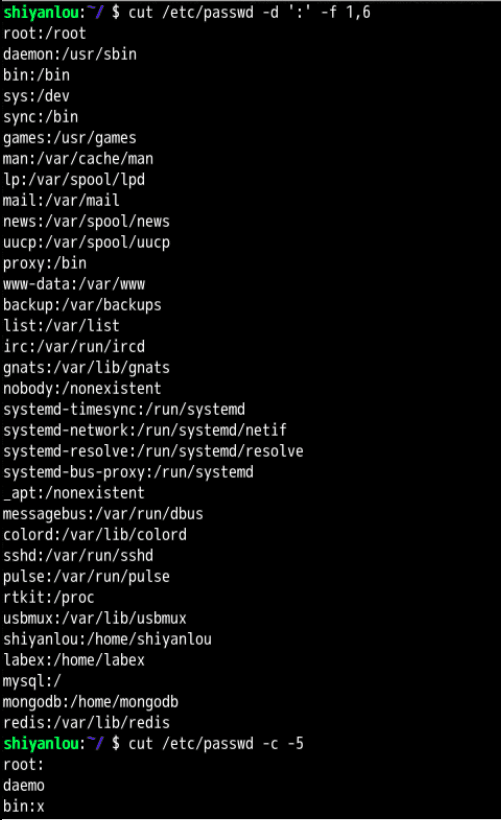 shiyanlou:~/ $ cut /etc/passwd -d ':' -f 1,6
root:/root
daemon:/usr/sbin
bin:/bin
sys:/dev
sync:/bin
games:/usr/games
man:/var/cache/man
lp:/var/spool/lpd
mail:/var/mail
news:/var/spool/news
uucp:/var/spool/uucp
proxy:/bin
www-data:/var/www
backup:/var/backups
list:/var/list
irc:/var/run/ircd
gnats:/var/lib/gnats
nobody:/nonexistent
systemd-timesync:/run/systemd
systemd-network:/run/systemd/netif
systemd-resolve:/run/systemd/resolve
systemd-bus-proxy:/run/systemd
_apt:/nonexistent
messagebus:/var/run/dbus
colord:/var/lib/colord
sshd:/var/run/sshd
pulse:/var/run/pulse
rtkit:/proc
usbmux:/var/lib/usbmux
shiyanlou:/home/shiyanlou
labex:/home/labex
mysql:/
mongodb:/home/mongodb
redis:/var/lib/redis
shiyanlou:~/ $ cut /etc/passwd -c -5
root:
daemo
bin:x